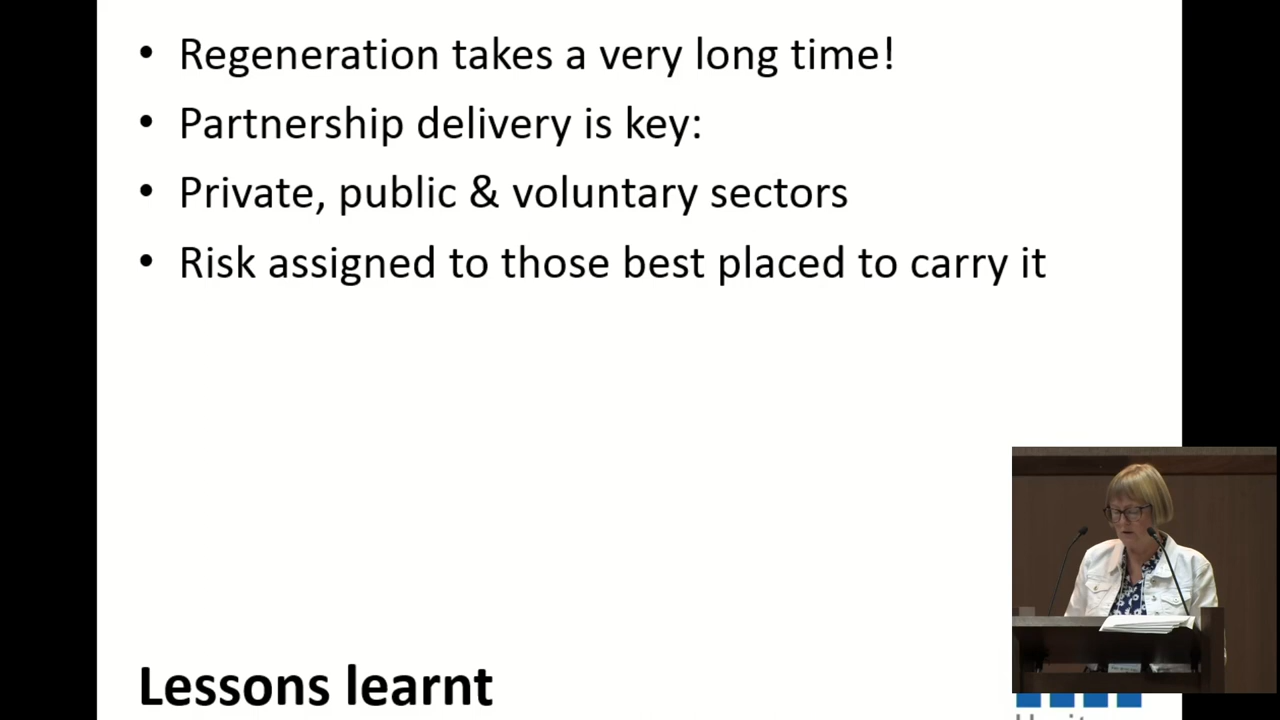 • Regeneration takes a very long time!
• Partnership delivery is key:
• Private, public & voluntary sectors
• Risk assigned to those best placed to carry it
Lessons learnt